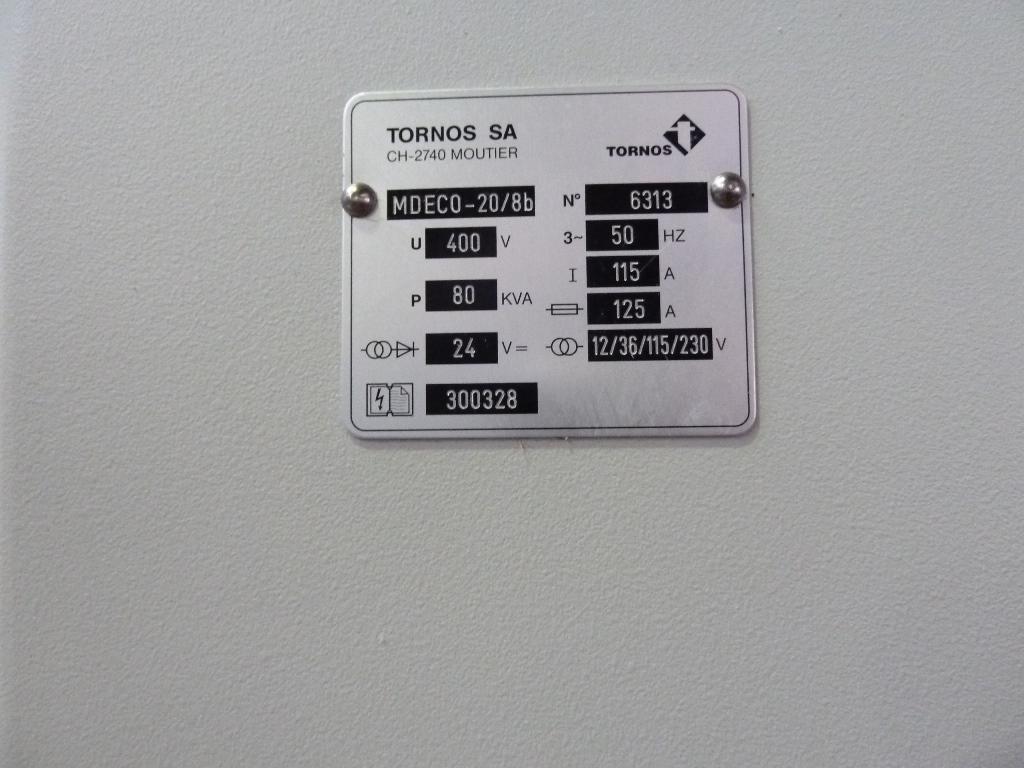 TORNOS SA
CH-2740 MOUTIER
TORNOS
MDECO-20/8b
N° 6313
U 400 V
3~ 50 HZ
I 115 A
P 80 KVA
125 A
24 V=
12/36/115/230 V
300328